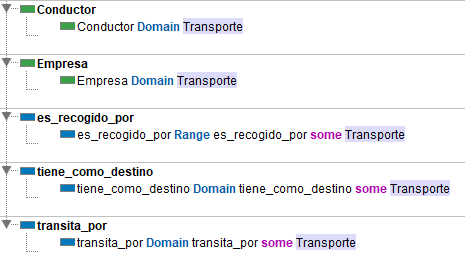 Conductor
Conductor Domain Transporte
Empresa
Empresa Domain Transporte
es_recogido_por
es_recogido_por Range es_recogido_por some Transporte
tiene_como_destino
tiene_como_destino Domain tiene_como_destino some Transporte
transita_por
transita_por Domain transita_por some Transporte